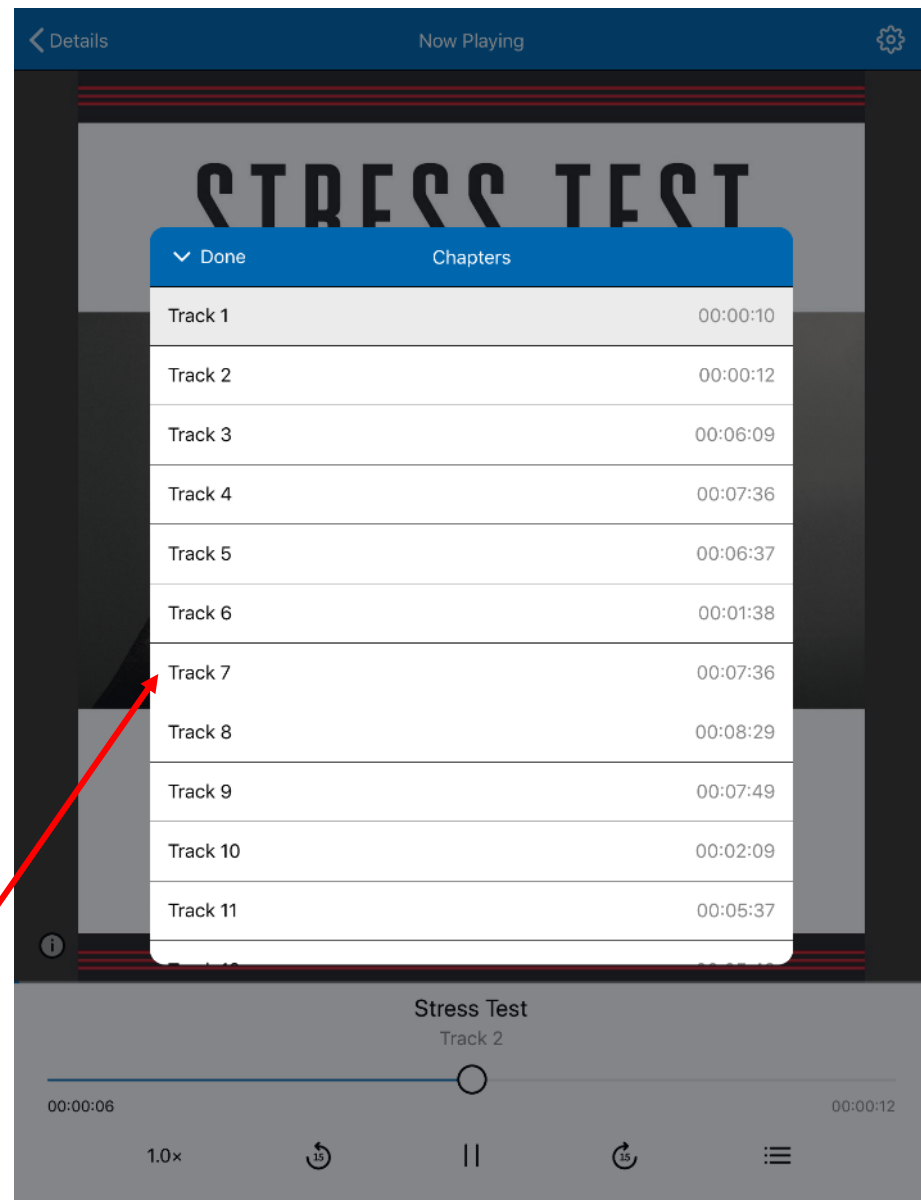 Details Now Playing
STRESS TEST
Done Chapters
Track 1 00:00:10
Track 2 00:00:12
Track 3 00:06:09
Track 4 00:07:36
Track 5 00:06:37
Track 6 00:01:38
Track 7 00:07:36
Track 8 00:08:29
Track 9 00:07:49
Track 10 00:02:09
Track 11 00:05:37
Stress Test
Track 2
00:00:06 00:00:12
1.0× 15 15